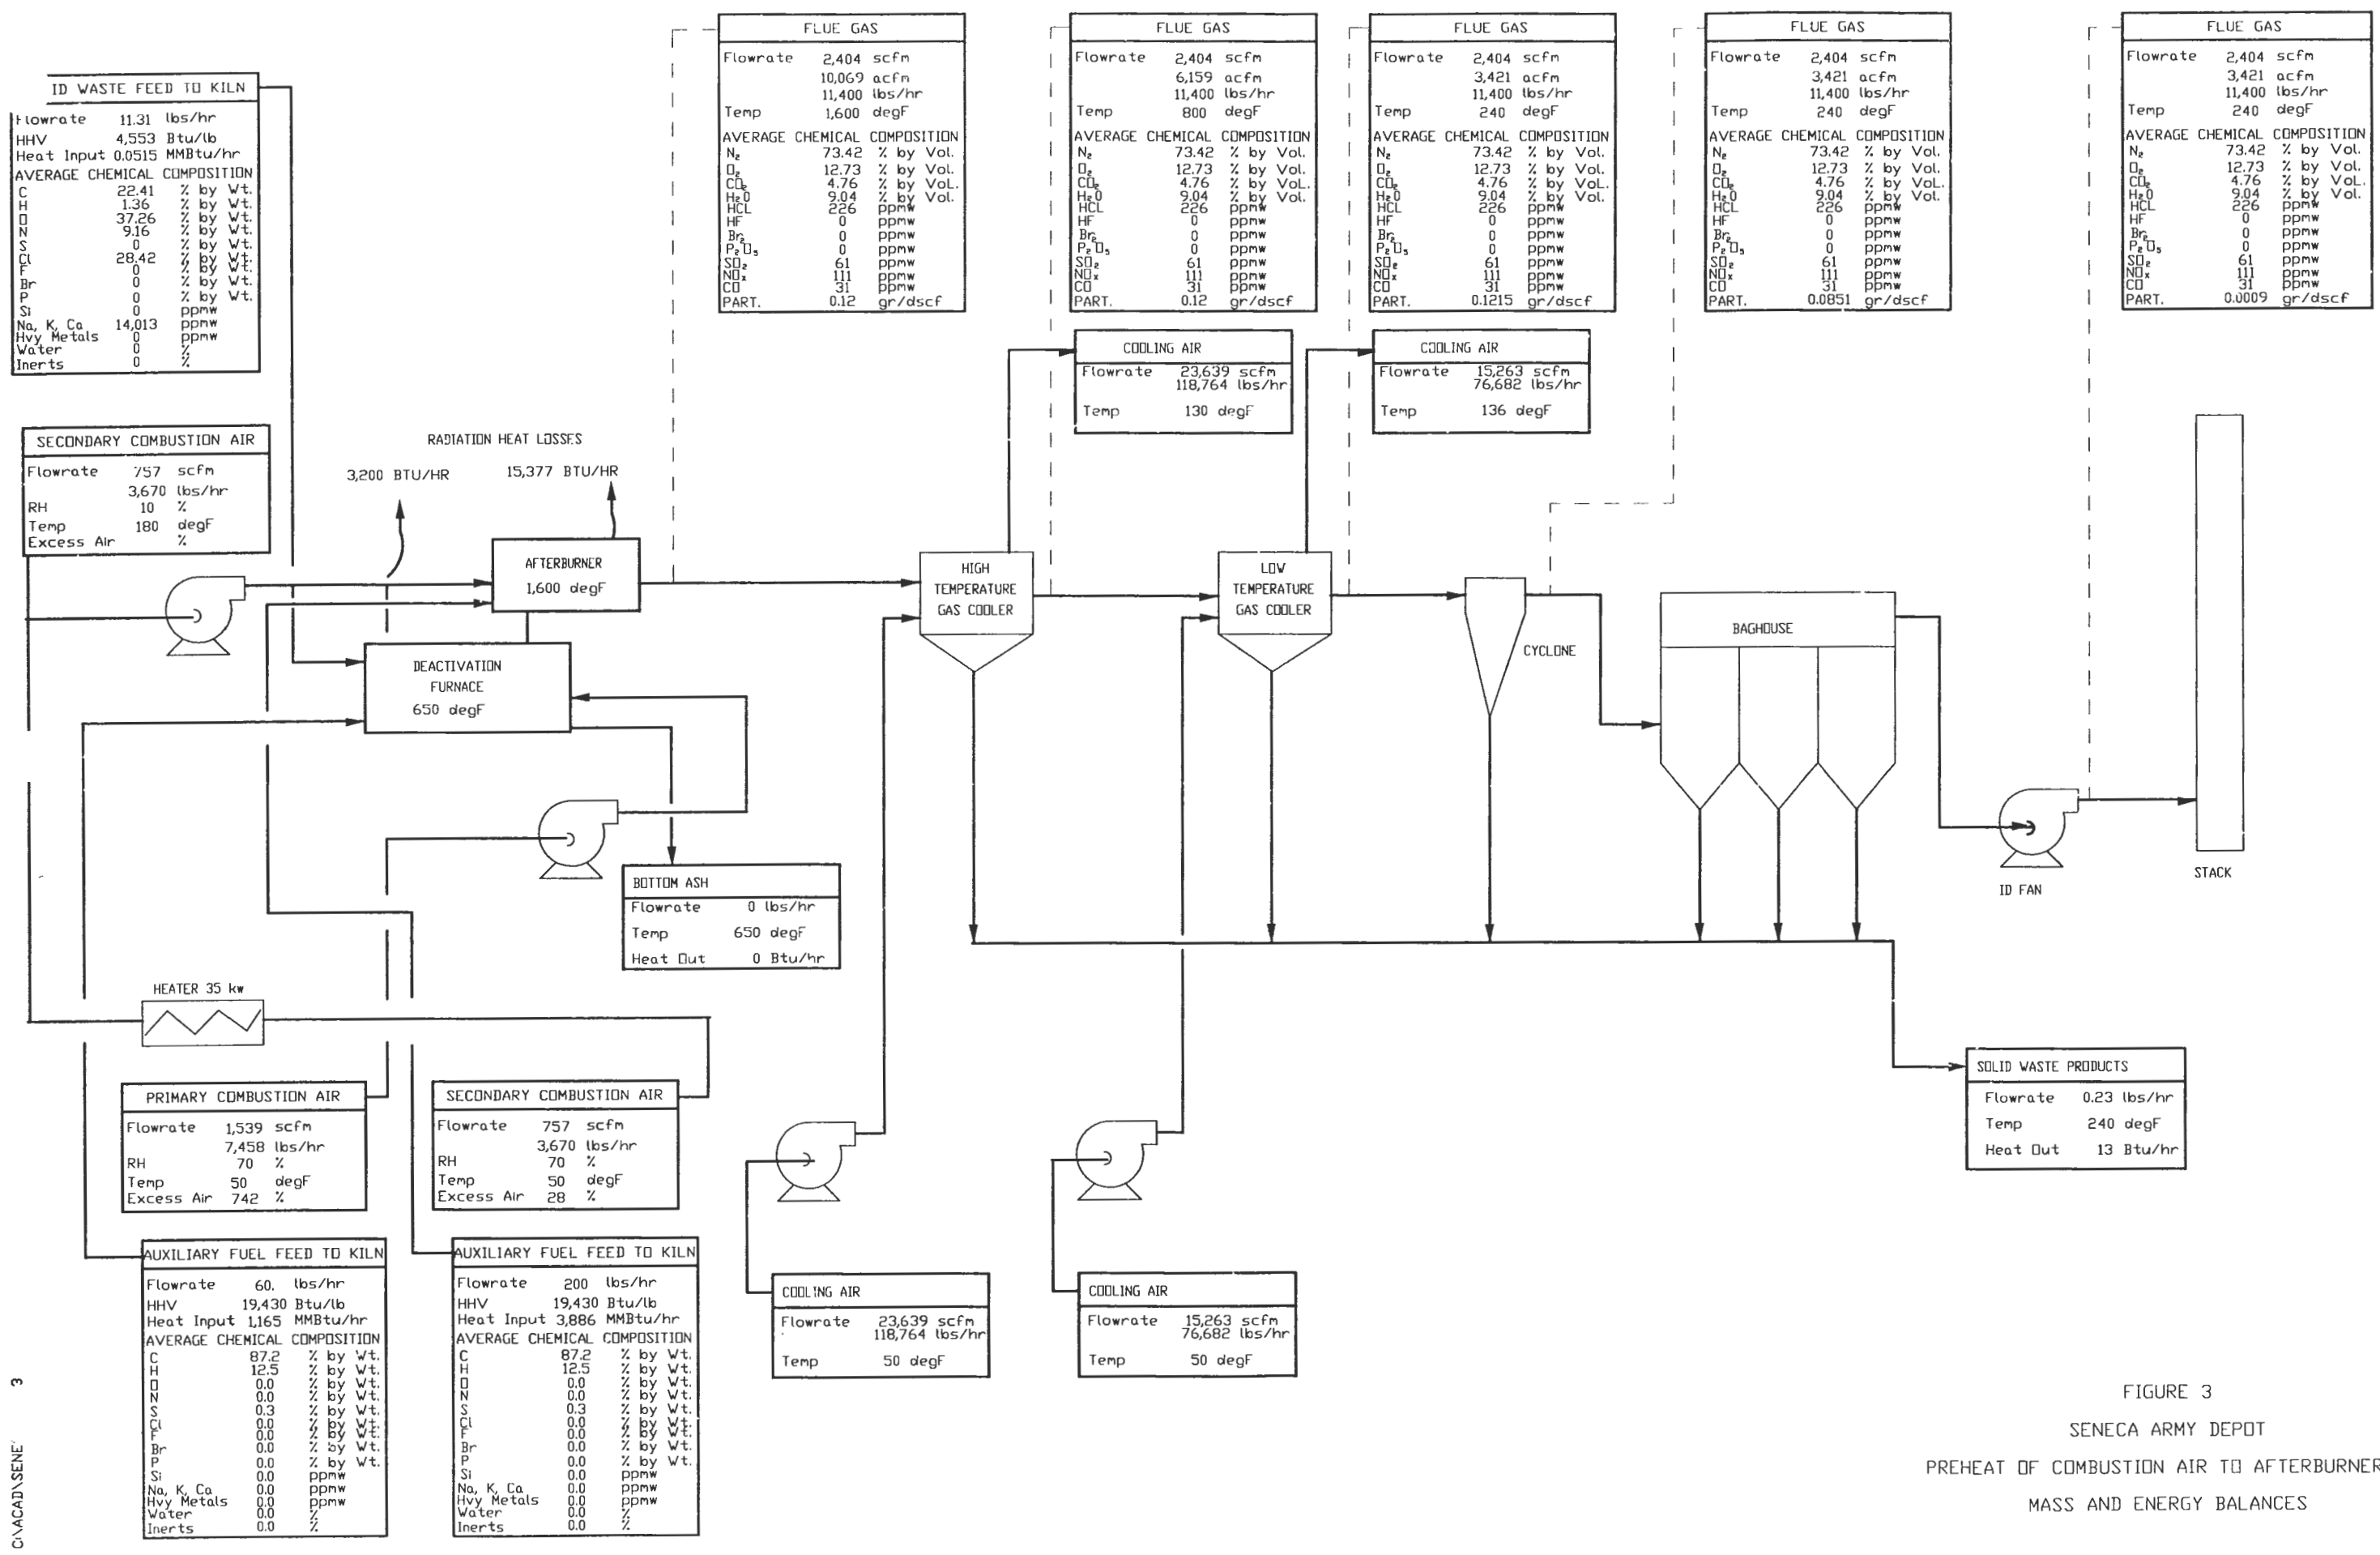 ID WASTE FEED TO KILN
Flowrate 11.31 lbs/hr
HHV 4,553 Btu/lb
Heat Input 0.0515 MMBtu/hr
AVERAGE CHEMICAL COMPOSITION
C 22.41 % by Wt.
H 1.36 % by Wt.
O 37.26 % by Wt.
N 9.16 % by Wt.
S 0 % by Wt.
Cl 28.42 % by Wt.
F 0 % by Wt.
Br 0 % by Wt.
P 0 % by Wt.
Si 0 ppmw
Na, K, Ca 14,013 ppmw
Hvy Metals 0 ppmw
Water 0 %
Inerts 0 %
FLUE GAS
Flowrate 2,404 scfm
10,069 acfm
11,400 lbs/hr
Temp 1,600 degF
AVERAGE CHEMICAL COMPOSITION
N₂ 73.42 % by Vol.
O₂ 12.73 % by Vol.
CO₂ 4.76 % by VoL.
H₂O 9.04 % by Vol.
HCL 226 ppmw
HF 0 ppmw
Br₂ 0 ppmw
P₂O₅ 0 ppmw
SO₂ 61 ppmw
NOₓ 111 ppmw
CO 31 ppmw
PART. 0.12 gr/dscf
FLUE GAS
Flowrate 2,404 scfm
6,159 acfm
11,400 lbs/hr
Temp 800 degF
AVERAGE CHEMICAL COMPOSITION
N₂ 73.42 % by Vol.
O₂ 12.73 % by Vol.
CO₂ 4.76 % by VoL.
H₂O 9.04 % by Vol.
HCL 226 ppmw
HF 0 ppmw
Br₂ 0 ppmw
P₂O₅ 0 ppmw
SO₂ 61 ppmw
NOₓ 111 ppmw
CO 31 ppmw
PART. 0.12 gr/dscf
FLUE GAS
Flowrate 2,404 scfm
3,421 acfm
11,400 lbs/hr
Temp 240 degF
AVERAGE CHEMICAL COMPOSITION
N₂ 73.42 % by Vol.
O₂ 12.73 % by Vol.
CO₂ 4.76 % by VoL.
H₂O 9.04 % by Vol.
HCL 226 ppmw
HF 0 ppmw
Br₂ 0 ppmw
P₂O₅ 0 ppmw
SO₂ 61 ppmw
NOₓ 111 ppmw
CO 31 ppmw
PART. 0.1215 gr/dscf
FLUE GAS
Flowrate 2,404 scfm
3,421 acfm
11,400 lbs/hr
Temp 240 degF
AVERAGE CHEMICAL COMPOSITION
N₂ 73.42 % by Vol.
O₂ 12.73 % by Vol.
CO₂ 4.76 % by VoL.
H₂O 9.04 % by Vol.
HCL 226 ppmw
HF 0 ppmw
Br₂ 0 ppmw
P₂O₅ 0 ppmw
SO₂ 61 ppmw
NOₓ 111 ppmw
CO 31 ppmw
PART. 0.0851 gr/dscf
FLUE GAS
Flowrate 2,404 scfm
3,421 acfm
11,400 lbs/hr
Temp 240 degF
AVERAGE CHEMICAL COMPOSITION
N₂ 73.42 % by Vol.
O₂ 12.73 % by Vol.
CO₂ 4.76 % by VoL.
H₂O 9.04 % by Vol.
HCL 226 ppmw
HF 0 ppmw
Br₂ 0 ppmw
P₂O₅ 0 ppmw
SO₂ 61 ppmw
NOₓ 111 ppmw
CO 31 ppmw
PART. 0.0009 gr/dscf
COOLING AIR
Flowrate 23,639 scfm
118,764 lbs/hr
Temp 130 degF
COOLING AIR
Flowrate 15,263 scfm
76,682 lbs/hr
Temp 136 degF
SECONDARY COMBUSTION AIR
Flowrate 757 scfm
3,670 lbs/hr
RH 10 %
Temp 180 degF
Excess Air %
RADIATION HEAT LOSSES
3,200 BTU/HR
15,377 BTU/HR
AFTERBURNER
1,600 degF
DEACTIVATION
FURNACE
650 degF
HIGH
TEMPERATURE
GAS COOLER
LOW
TEMPERATURE
GAS COOLER
CYCLONE
BAGHOUSE
ID FAN
STACK
BOTTOM ASH
Flowrate 0 lbs/hr
Temp 650 degF
Heat Out 0 Btu/hr
HEATER 35 kw
PRIMARY COMBUSTION AIR
Flowrate 1,539 scfm
7,458 lbs/hr
RH 70 %
Temp 50 degF
Excess Air 742 %
SECONDARY COMBUSTION AIR
Flowrate 757 scfm
3,670 lbs/hr
RH 70 %
Temp 50 degF
Excess Air 28 %
SOLID WASTE PRODUCTS
Flowrate 0.23 lbs/hr
Temp 240 degF
Heat Out 13 Btu/hr
AUXILIARY FUEL FEED TO KILN
Flowrate 60. lbs/hr
HHV 19,430 Btu/lb
Heat Input 1,165 MMBtu/hr
AVERAGE CHEMICAL COMPOSITION
C 87.2 % by Wt.
H 12.5 % by Wt.
O 0.0 % by Wt.
N 0.0 % by Wt.
S 0.3 % by Wt.
Cl 0.0 % by Wt.
F 0.0 % by Wt.
Br 0.0 % by Wt.
P 0.0 % by Wt.
Si 0.0 ppmw
Na, K, Ca 0.0 ppmw
Hvy Metals 0.0 ppmw
Water 0.0 %
Inerts 0.0 %
AUXILIARY FUEL FEED TO KILN
Flowrate 200 lbs/hr
HHV 19,430 Btu/lb
Heat Input 3,886 MMBtu/hr
AVERAGE CHEMICAL COMPOSITION
C 87.2 % by Wt.
H 12.5 % by Wt.
O 0.0 % by Wt.
N 0.0 % by Wt.
S 0.3 % by Wt.
Cl 0.0 % by Wt.
F 0.0 % by Wt.
Br 0.0 % by Wt.
P 0.0 % by Wt.
Si 0.0 ppmw
Na, K, Ca 0.0 ppmw
Hvy Metals 0.0 ppmw
Water 0.0 %
Inerts 0.0 %
COOLING AIR
Flowrate 23,639 scfm
118,764 lbs/hr
Temp 50 degF
COOLING AIR
Flowrate 15,263 scfm
76,682 lbs/hr
Temp 50 degF
FIGURE 3
SENECA ARMY DEPOT
PREHEAT OF COMBUSTION AIR TO AFTERBURNER
MASS AND ENERGY BALANCES
C:\ACAD\SENE 3